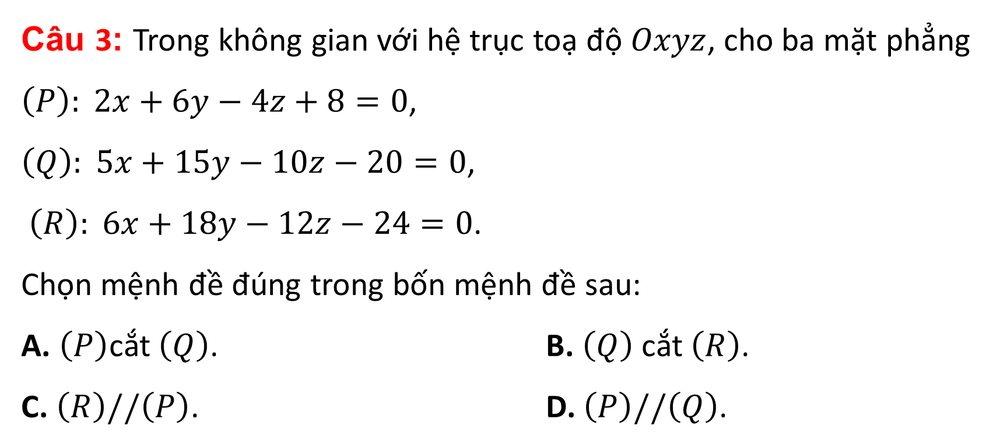 Câu 3: Trong không gian với hệ trục toạ độ Oxyz, cho ba mặt phẳng
(P): 2x + 6y − 4z + 8 = 0,
(Q): 5x + 15y − 10z − 20 = 0,
(R): 6x + 18y − 12z − 24 = 0.
Chọn mệnh đề đúng trong bốn mệnh đề sau:
A. (P)cắt (Q). B. (Q) cắt (R).
C. (R)//(P). D. (P)//(Q).